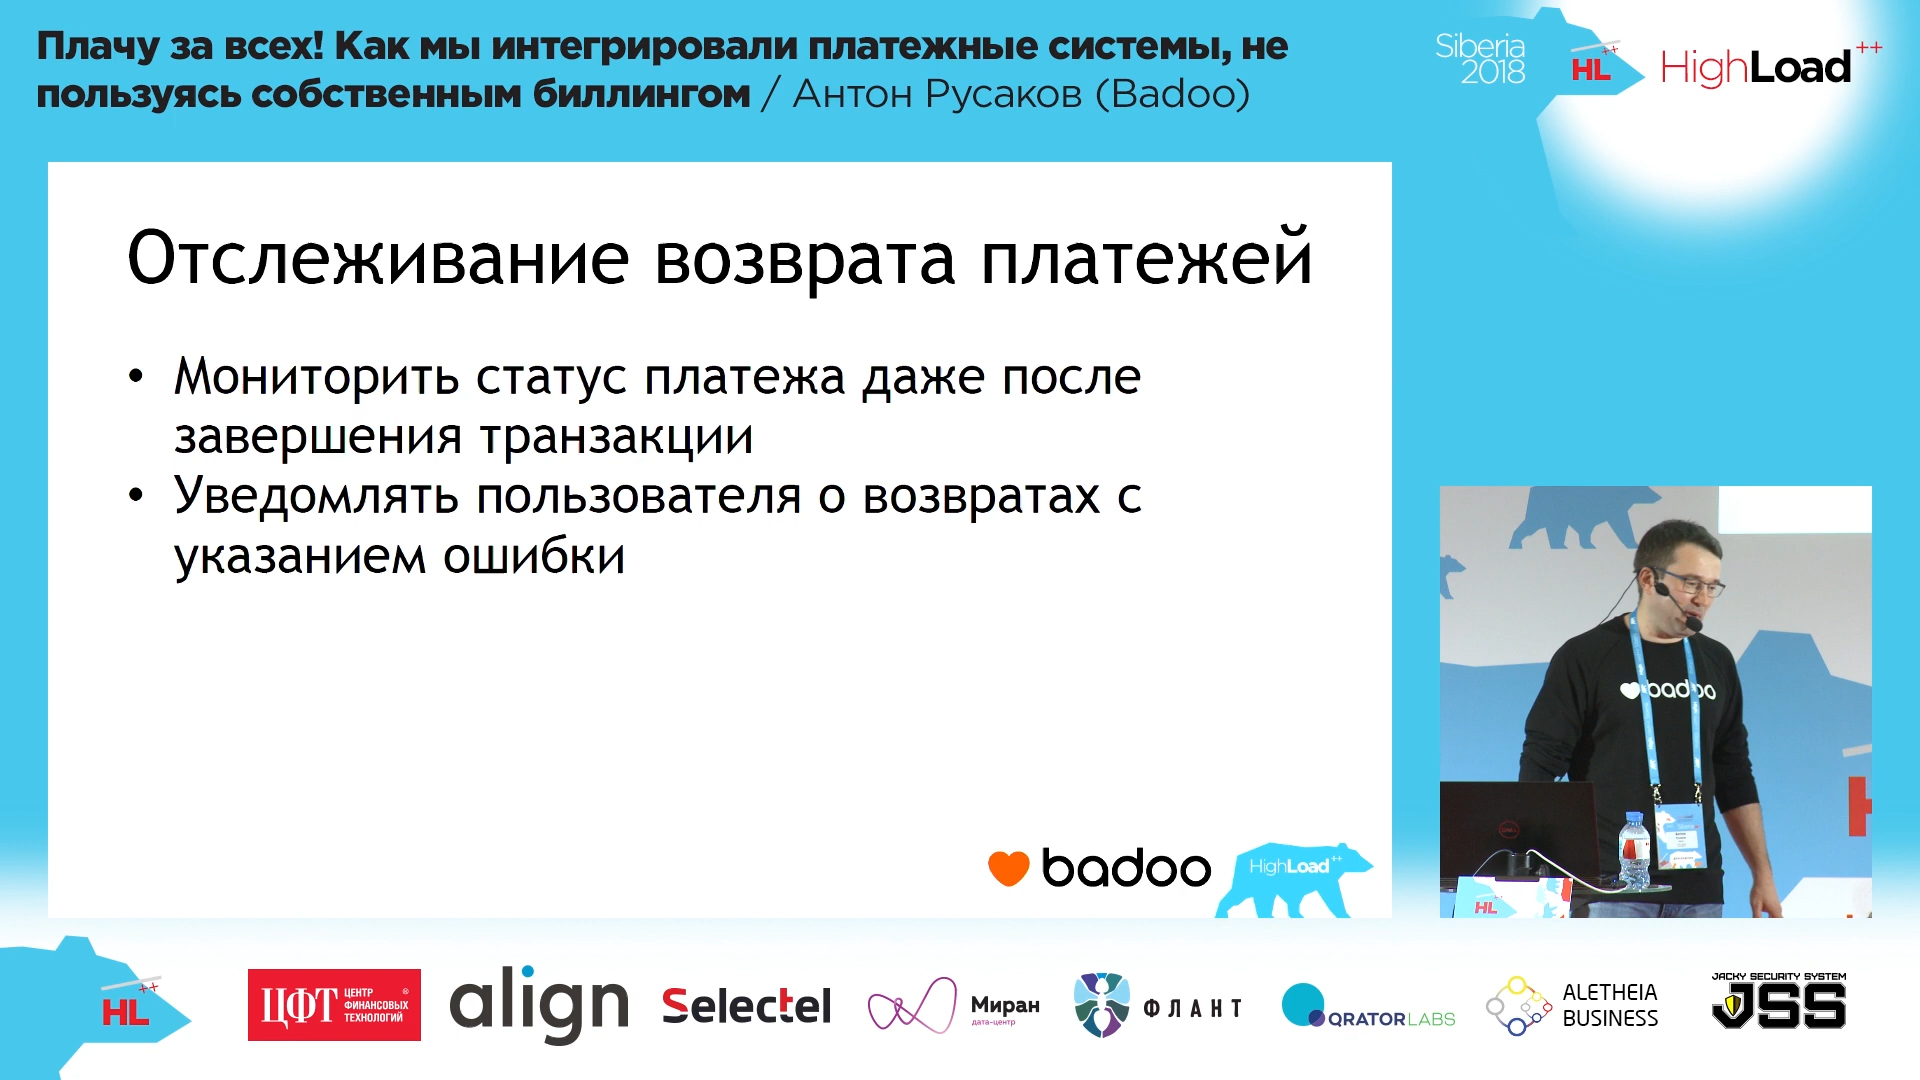 Плачу за всех! Как мы интегрировали платежные системы, не
пользуясь собственным биллингом / Антон Русаков (Badoo)
Siberia
2018
HL++
HighLoad++
Отслеживание возврата платежей
• Мониторить статус платежа даже после
завершения транзакции
• Уведомлять пользователя о возвратах с
указанием ошибки
badoo
HighLoad++
badoo
DELL
HL
HL++
ЦФТ
ЦЕНТР
ФИНАНСОВЫХ
ТЕХНОЛОГИЙ
®
align
Selectel
Миран
дата-центр
ФЛАНТ
QRATOR LABS
ALETHEIA
BUSINESS
JACKY SECURITY SYSTEM
JSS